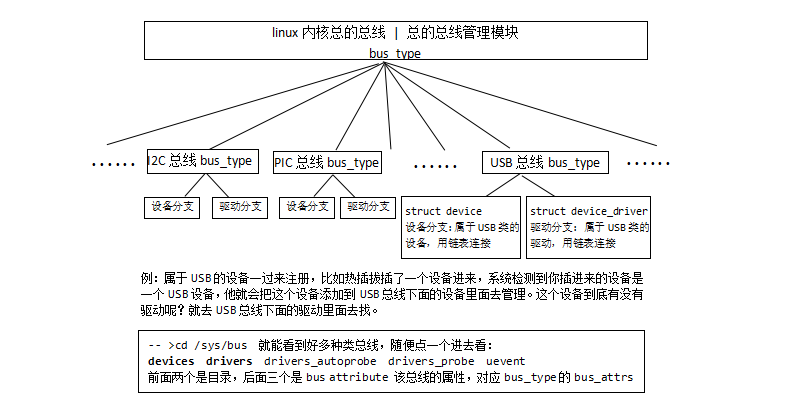 linux 内核总的总线 | 总的总线管理模块
bus_type
...... I2C 总线 bus_type PIC 总线 bus_type ...... USB 总线 bus_type ......
设备分支 驱动分支 设备分支 驱动分支
struct device
设备分支:属于 USB 类的
设备，用链表连接
struct device_driver
驱动分支: 属于 USB 类的
驱动，用链表连接
例：属于 USB 的设备一过来注册，比如热插拔插了一个设备进来，系统检测到你插进来的设备是
一个 USB 设备，他就会把这个设备添加到 USB 总线下面的设备里面去管理。这个设备到底有没有
驱动呢？就去 USB 总线下面的驱动里面去找。
-- >cd /sys/bus 就能看到好多种类总线，随便点一个进去看：
devices drivers drivers_autoprobe drivers_probe uevent
前面两个是目录，后面三个是 bus attribute 该总线的属性，对应 bus_type 的 bus_attrs